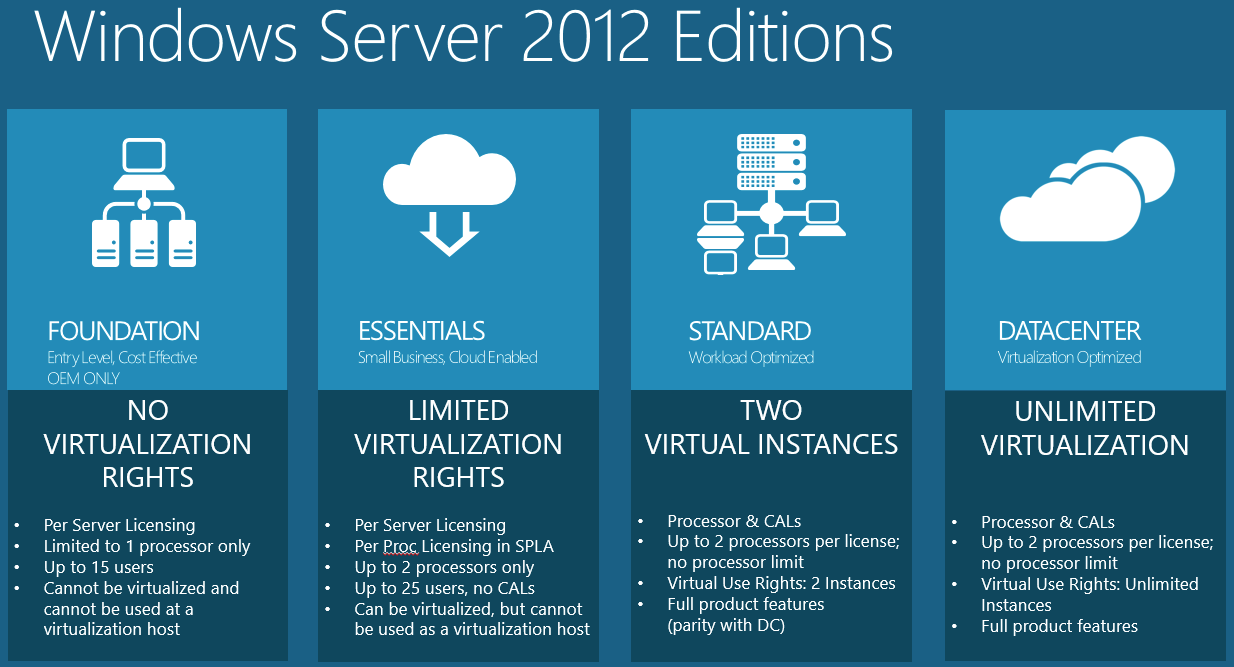 Windows Server 2012 Editions
FOUNDATION
Entry Level, Cost Effective
OEM ONLY
NO
VIRTUALIZATION
RIGHTS
• Per Server Licensing
• Limited to 1 processor only
• Up to 15 users
• Cannot be virtualized and
cannot be used at a
virtualization host
ESSENTIALS
Small Business, Cloud Enabled
LIMITED
VIRTUALIZATION
RIGHTS
• Per Server Licensing
• Per Proc Licensing in SPLA
• Up to 2 processors only
• Up to 25 users, no CALs
• Can be virtualized, but cannot
be used as a virtualization host
STANDARD
Workload Optimized
TWO
VIRTUAL INSTANCES
• Processor & CALs
• Up to 2 processors per license;
no processor limit
• Virtual Use Rights: 2 Instances
• Full product features
(parity with DC)
DATACENTER
Virtualization Optimized
UNLIMITED
VIRTUALIZATION
• Processor & CALs
• Up to 2 processors per license;
no processor limit
• Virtual Use Rights: Unlimited
Instances
• Full product features